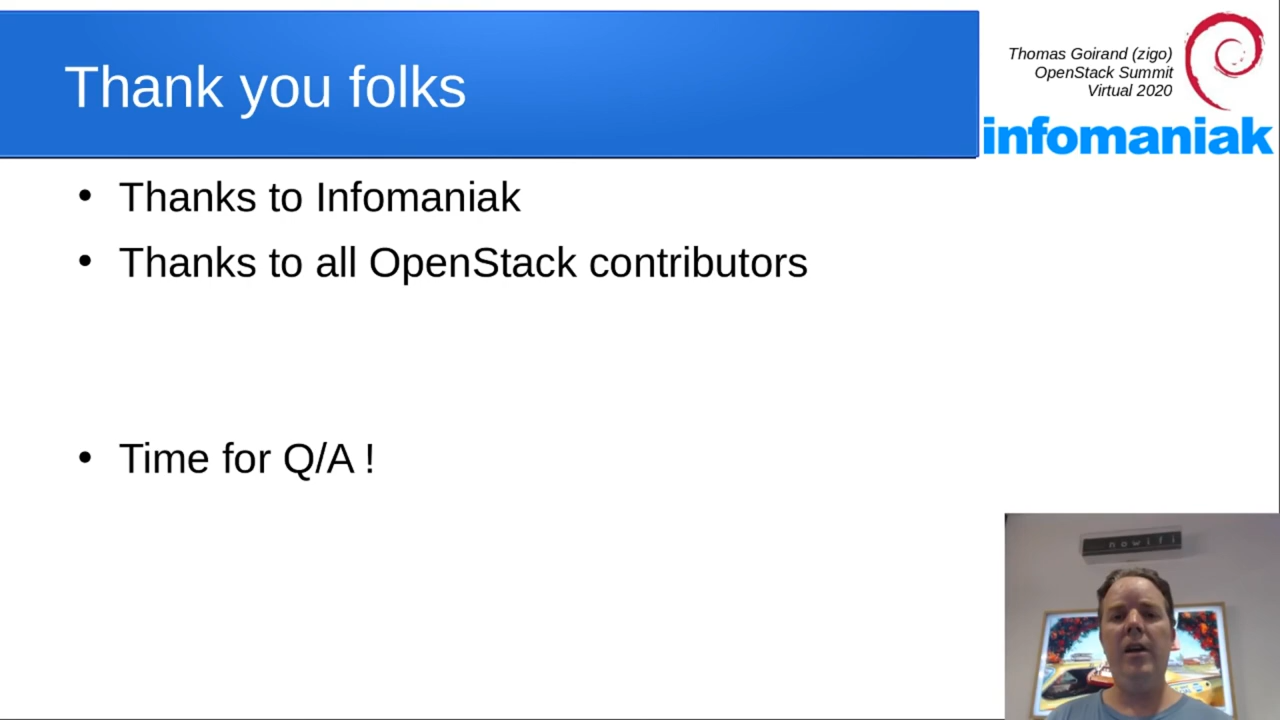 Thank you folks
Thomas Goirand (zigo)
OpenStack Summit
Virtual 2020
infomaniak
• Thanks to Infomaniak
• Thanks to all OpenStack contributors
• Time for Q/A !
nowifi